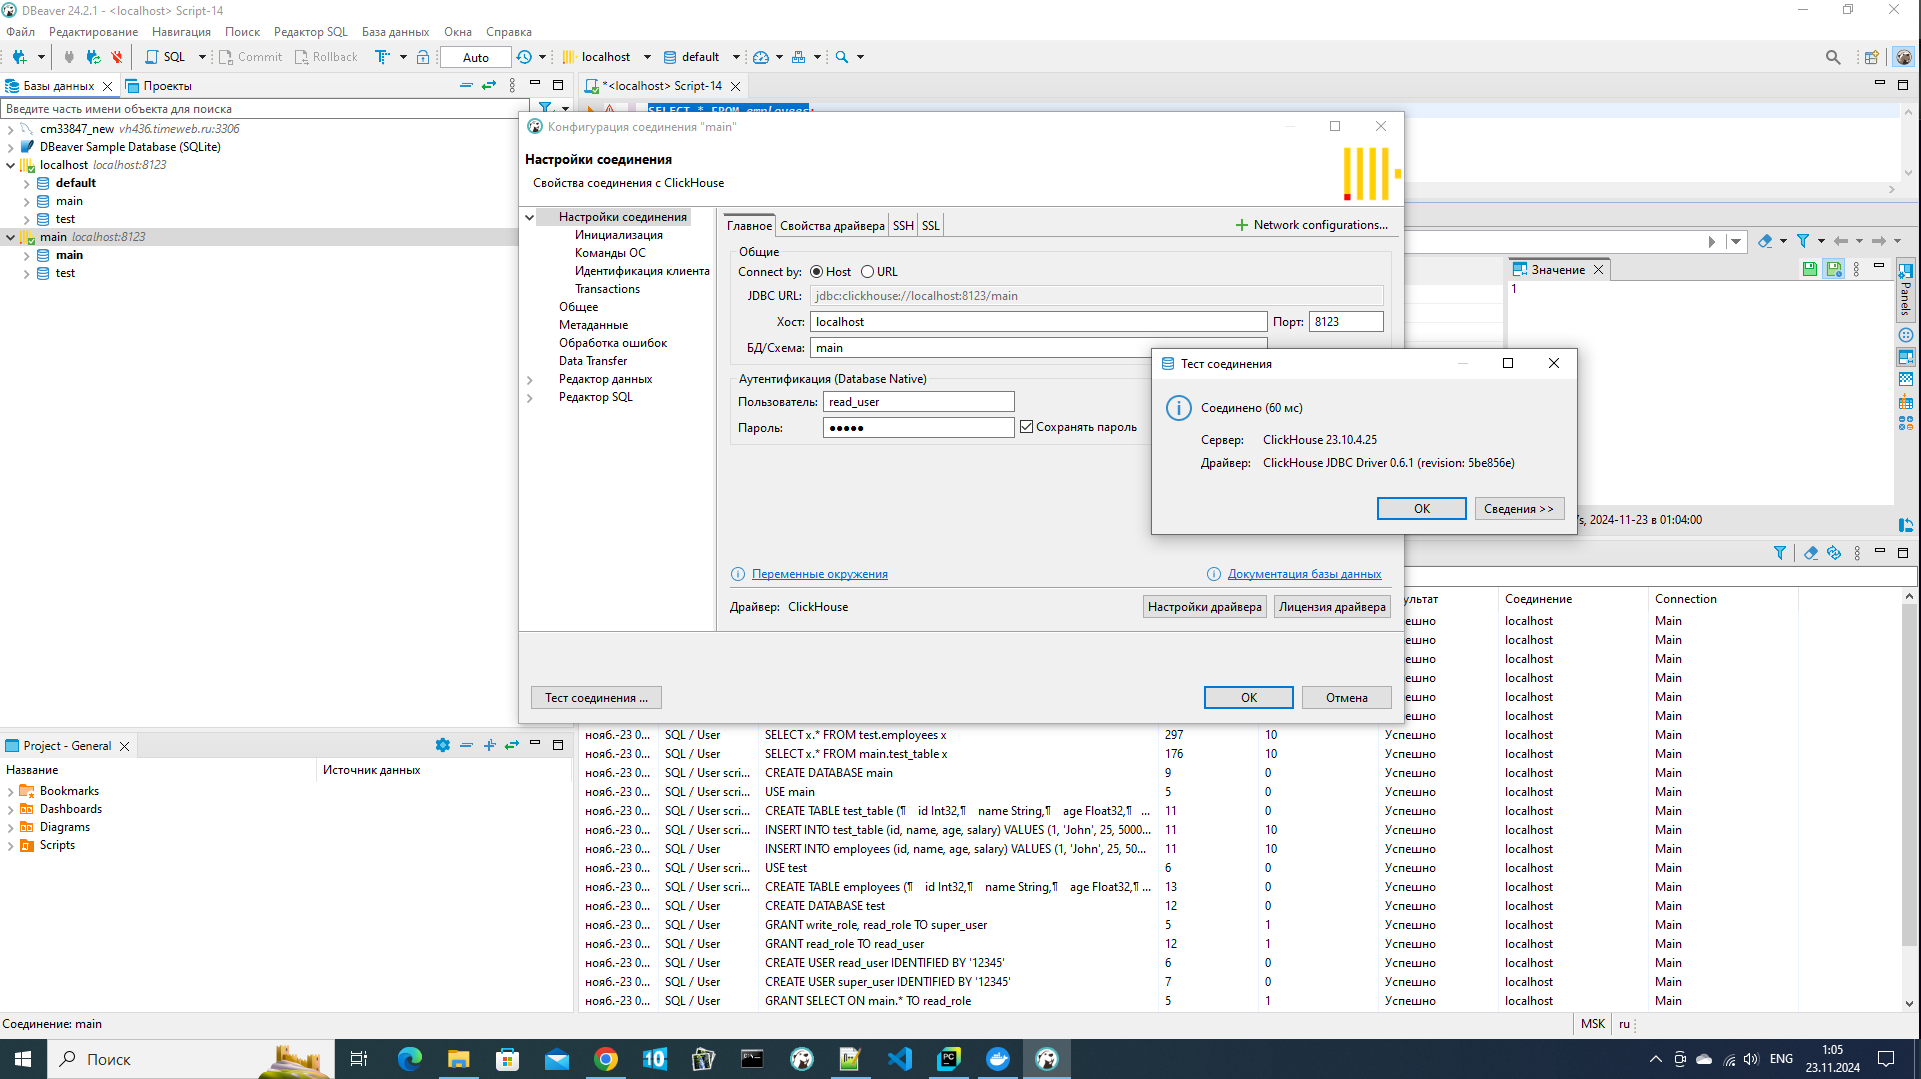 DBeaver 24.2.1 - <localhost> Script-14
Файл Редактирование Навигация Поиск Редактор SQL База данных Окна Справка
SQL Commit Rollback Auto localhost default
Базы данных Проекты
*<localhost> Script-14
Введите часть имени объекта для поиска
SELECT * FROM employees;
cm33847_new vh436.timeweb.ru:3306
DBeaver Sample Database (SQLite)
localhost localhost:8123
default
main
test
main localhost:8123
main
test
Конфигурация соединения "main"
Настройки соединения
Свойства соединения с ClickHouse
Настройки соединения
Инициализация
Команды ОС
Идентификация клиента
Transactions
Общее
Метаданные
Обработка ошибок
Data Transfer
Редактор данных
Редактор SQL
Главное Свойства драйвера SSH SSL
Network configurations...
Общие
Connect by: Host URL
JDBC URL: jdbc:clickhouse://localhost:8123/main
Хост: localhost Порт: 8123
БД/Схема: main
Аутентификация (Database Native)
Пользователь: read_user
Пароль: ●●●●● Сохранять пароль
Переменные окружения Документация базы данных
Драйвер: ClickHouse Настройки драйвера Лицензия драйвера
Тест соединения ... ОК Отмена
Тест соединения
Соединено (60 мс)
Сервер: ClickHouse 23.10.4.25
Драйвер: ClickHouse JDBC Driver 0.6.1 (revision: 5be856e)
ОК Сведения >>
Значение
1
Panels
s, 2024-11-23 в 01:04:00
ультат Соединение Connection
ешно localhost Main
ешно localhost Main
ешно localhost Main
ешно localhost Main
ешно localhost Main
ешно localhost Main
нояб.-23 0... SQL / User SELECT x.* FROM test.employees x 297 10 Успешно localhost Main
нояб.-23 0... SQL / User SELECT x.* FROM main.test_table x 176 10 Успешно localhost Main
нояб.-23 0... SQL / User scri... CREATE DATABASE main 9 0 Успешно localhost Main
нояб.-23 0... SQL / User scri... USE main 5 0 Успешно localhost Main
нояб.-23 0... SQL / User scri... CREATE TABLE test_table (¶ id Int32,¶ name String,¶ age Float32,¶ ... 11 0 Успешно localhost Main
нояб.-23 0... SQL / User scri... INSERT INTO test_table (id, name, age, salary) VALUES (1, 'John', 25, 5000... 11 10 Успешно localhost Main
нояб.-23 0... SQL / User scri... INSERT INTO employees (id, name, age, salary) VALUES (1, 'John', 25, 50... 11 10 Успешно localhost Main
нояб.-23 0... SQL / User scri... USE test 6 0 Успешно localhost Main
нояб.-23 0... SQL / User scri... CREATE TABLE employees (¶ id Int32,¶ name String,¶ age Float32,¶ ... 13 0 Успешно localhost Main
нояб.-23 0... SQL / User CREATE DATABASE test 12 0 Успешно localhost Main
нояб.-23 0... SQL / User GRANT write_role, read_role TO super_user 5 1 Успешно localhost Main
нояб.-23 0... SQL / User GRANT read_role TO read_user 12 1 Успешно localhost Main
нояб.-23 0... SQL / User CREATE USER read_user IDENTIFIED BY '12345' 6 0 Успешно localhost Main
нояб.-23 0... SQL / User CREATE USER super_user IDENTIFIED BY '12345' 7 0 Успешно localhost Main
нояб.-23 0... SQL / User GRANT SELECT ON main.* TO read_role 5 1 Успешно localhost Main
Project - General
Название Источник данных
Bookmarks
Dashboards
Diagrams
Scripts
Соединение: main
MSK ru
Поиск
ENG
1:05
23.11.2024